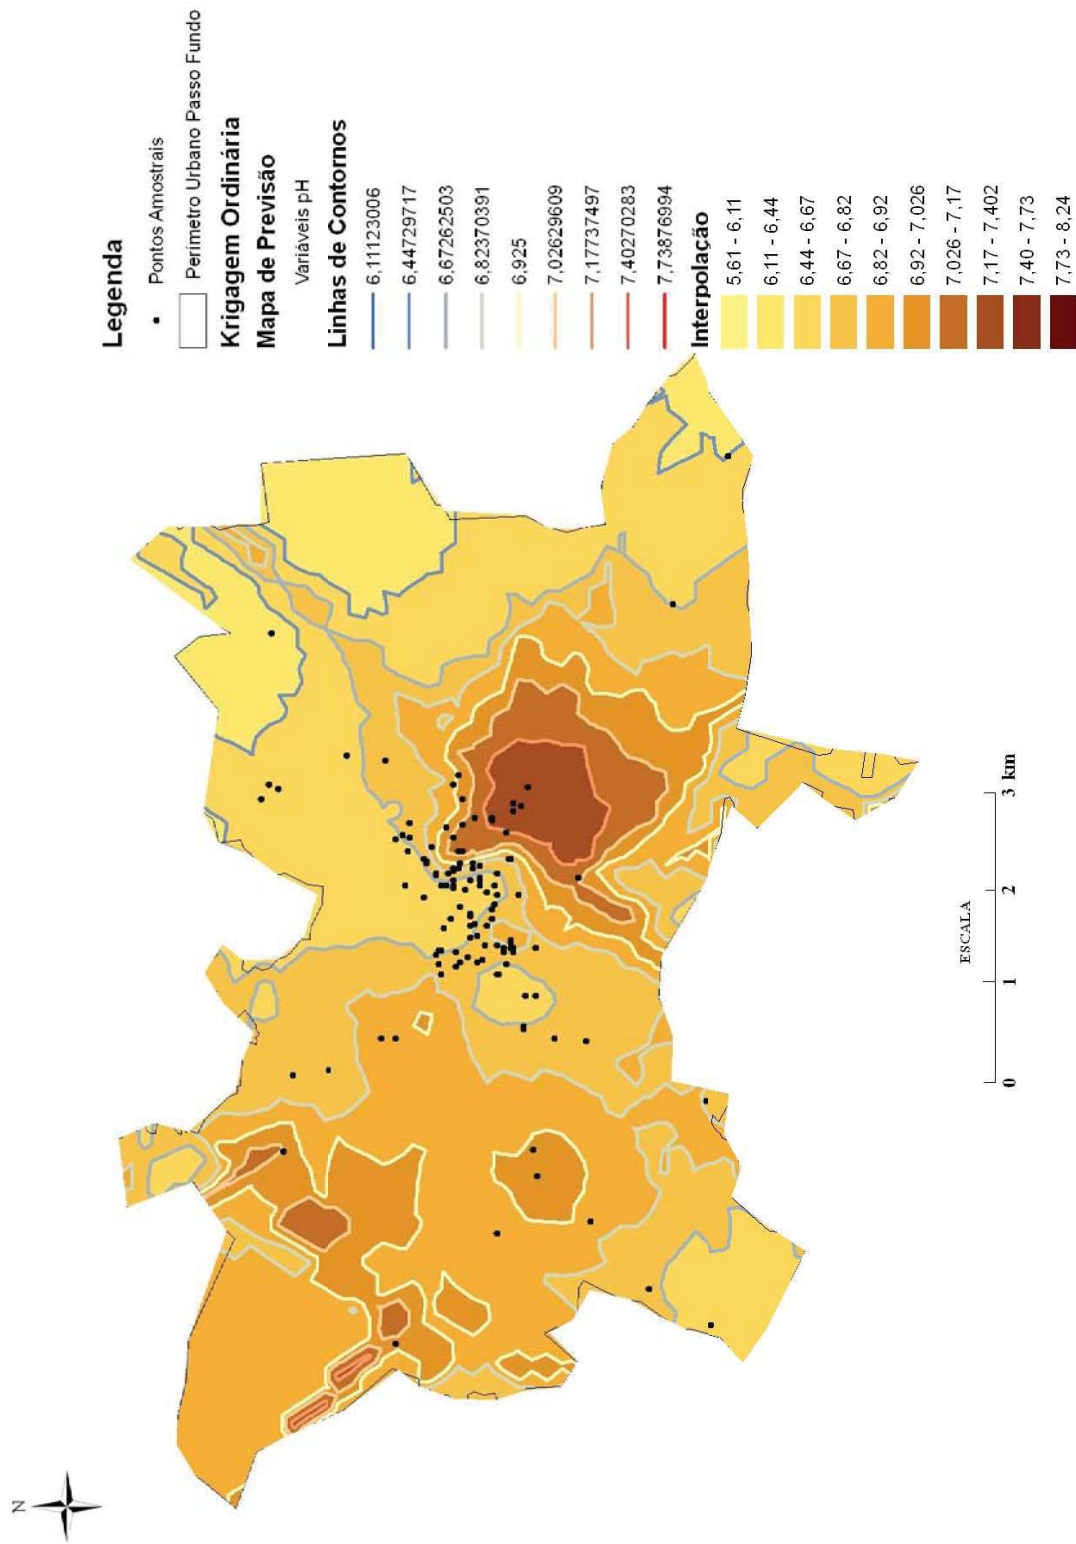 N
Legenda
Pontos Amostrais
Perimetro Urbano Passo Fundo
Krigagem Ordinária
Mapa de Previsão
Variáveis pH
Linhas de Contornos
6,111123006
6,44729717
6,67262503
6,82370391
6,925
7,02629609
7,177737497
7,402270283
7,73876994
Interpolação
5,61 - 6,11
6,11 - 6,44
6,44 - 6,67
6,67 - 6,82
6,82 - 6,92
6,92 - 7,026
7,026 - 7,17
7,17 - 7,402
7,40 - 7,73
7,73 - 8,24
ESCALA
0 1 2 3 km